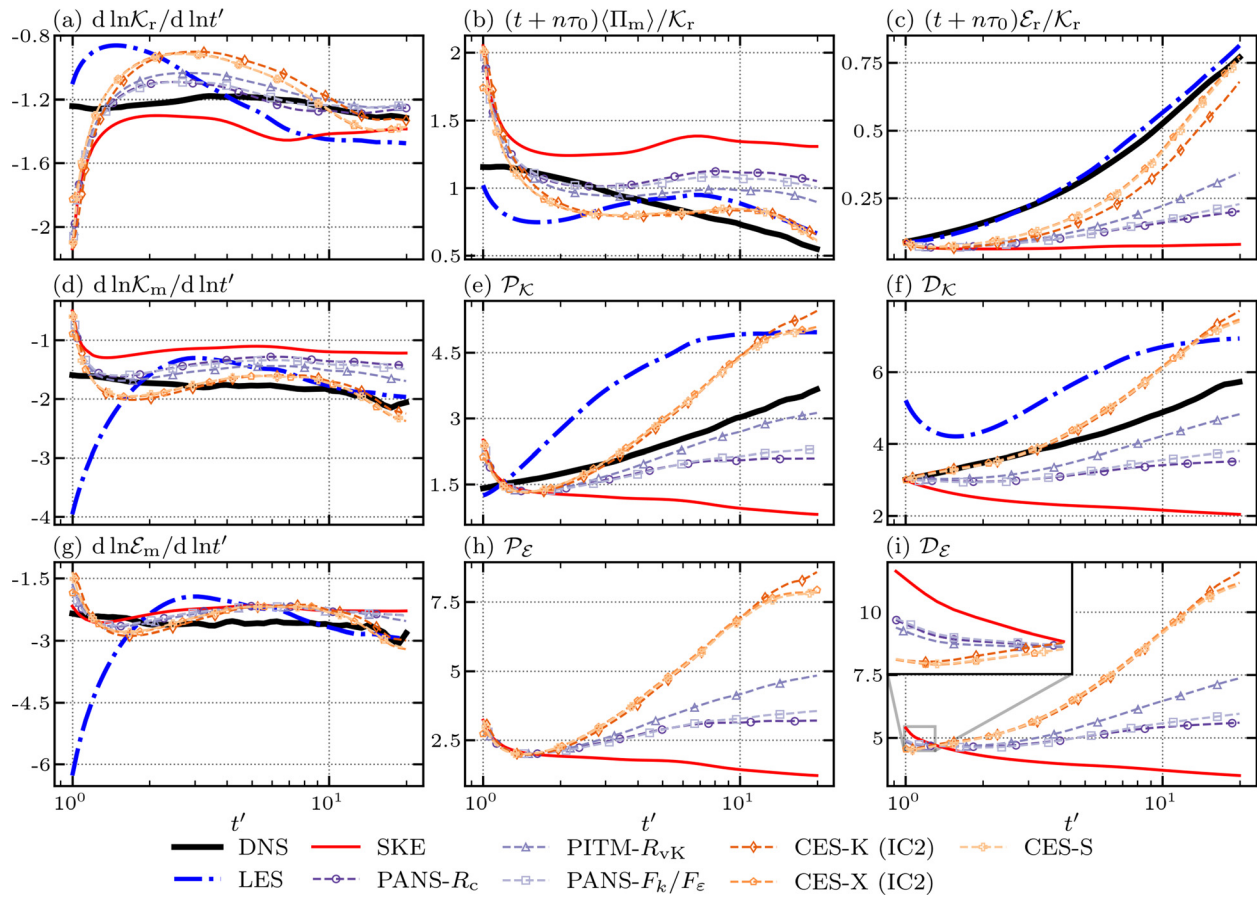 (a) d ln𝒦r/d lnt′
(b) (t + nτ0)⟨Πm⟩/𝒦r
(c) (t + nτ0)ℰr/𝒦r
-0.8
-1.2
-1.6
-2
2
1.5
1
0.5
0.75
0.5
0.25
(d) d ln𝒦m/d lnt′
(e) 𝒫𝒦
(f) 𝒟𝒦
-1
-2
-3
-4
4.5
3
1.5
6
4
2
(g) d lnℰm/d lnt′
(h) 𝒫ℰ
(i) 𝒟ℰ
-1.5
-3
-4.5
-6
7.5
5
2.5
10
7.5
5
10⁰ 10¹
10⁰ 10¹
10⁰ 10¹
t′ t′ t′
DNS SKE PITM-RvK CES-K (IC2) CES-S
LES PANS-Rc PANS-Fk/Fε CES-X (IC2)